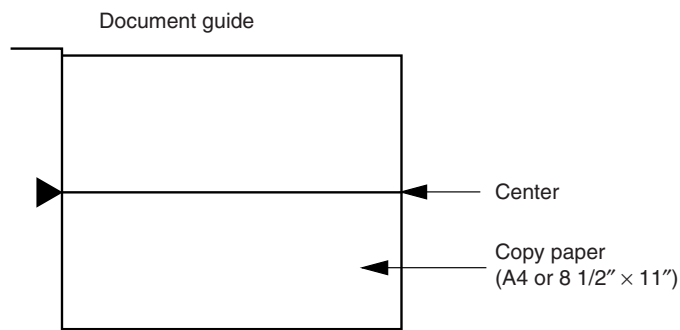 Document guide
Center
Copy paper
(A4 or 8 1/2″ × 11″)